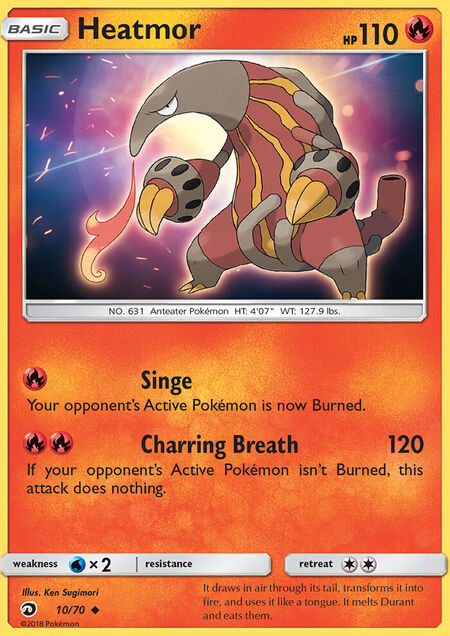 BASIC Heatmor HP110
NO. 631 Anteater Pokémon HT: 4'07" WT: 127.9 lbs.
Singe
Your opponent's Active Pokémon is now Burned.
Charring Breath 120
If your opponent's Active Pokémon isn't Burned, this
attack does nothing.
weakness ×2 resistance retreat
Illus. Ken Sugimori
10/70
©2018 Pokémon
It draws in air through its tail, transforms it into
fire, and uses it like a tongue. It melts Durant
and eats them.